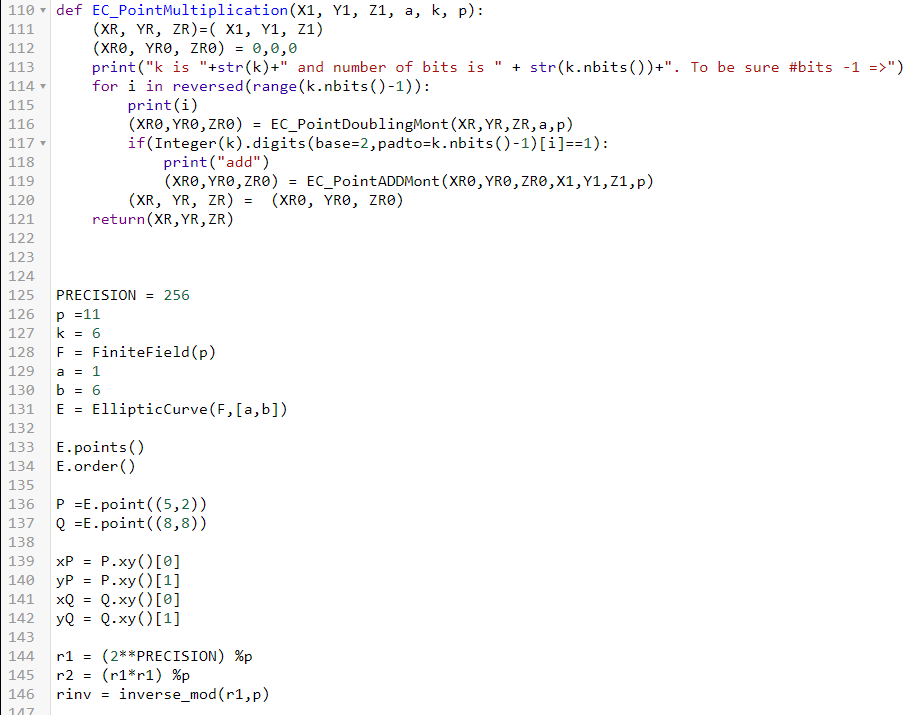 110 def EC_PointMultiplication(X1, Y1, Z1, a, k, p):
111     (XR, YR, ZR)=( X1, Y1, Z1)
112     (XR0, YR0, ZR0) = 0,0,0
113     print("k is "+str(k)+" and number of bits is " + str(k.nbits())+". To be sure #bits -1 =>")
114     for i in reversed(range(k.nbits()-1)):
115         print(i)
116         (XR0,YR0,ZR0) = EC_PointDoublingMont(XR,YR,ZR,a,p)
117         if(Integer(k).digits(base=2,padto=k.nbits()-1)[i]==1):
118             print("add")
119             (XR0,YR0,ZR0) = EC_PointADDMont(XR0,YR0,ZR0,X1,Y1,Z1,p)
120         (XR, YR, ZR) =  (XR0, YR0, ZR0)
121     return(XR,YR,ZR)
122
123
124
125 PRECISION = 256
126 p =11
127 k = 6
128 F = FiniteField(p)
129 a = 1
130 b = 6
131 E = EllipticCurve(F,[a,b])
132
133 E.points()
134 E.order()
135
136 P =E.point((5,2))
137 Q =E.point((8,8))
138
139 xP = P.xy()[0]
140 yP = P.xy()[1]
141 xQ = Q.xy()[0]
142 yQ = Q.xy()[1]
143
144 r1 = (2**PRECISION) %p
145 r2 = (r1*r1) %p
146 rinv = inverse_mod(r1,p)
147